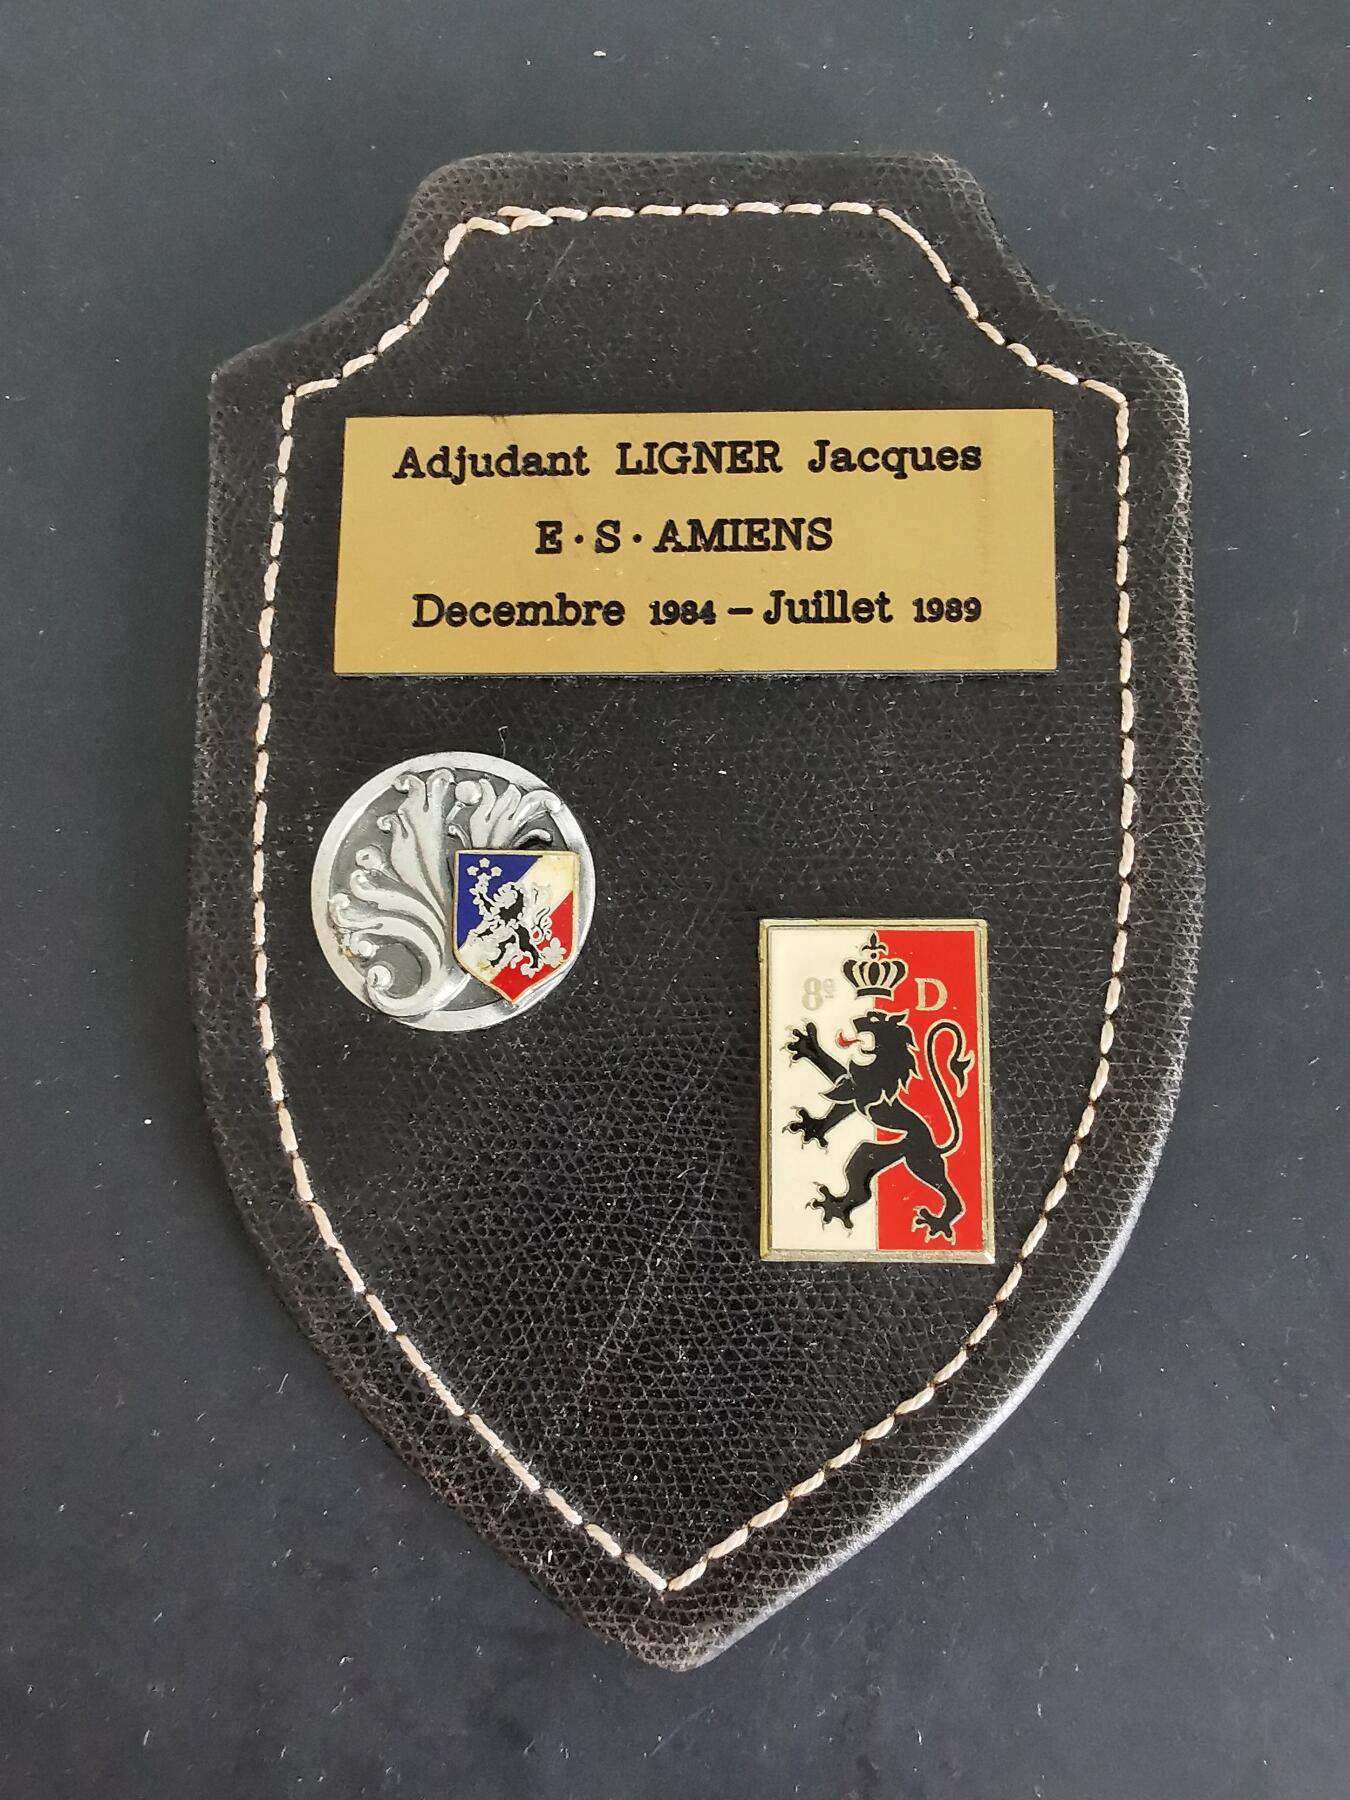 Adjudant LIGNER Jacques
E·S·AMIENS
Decembre 1984 – Juillet 1989
8e D